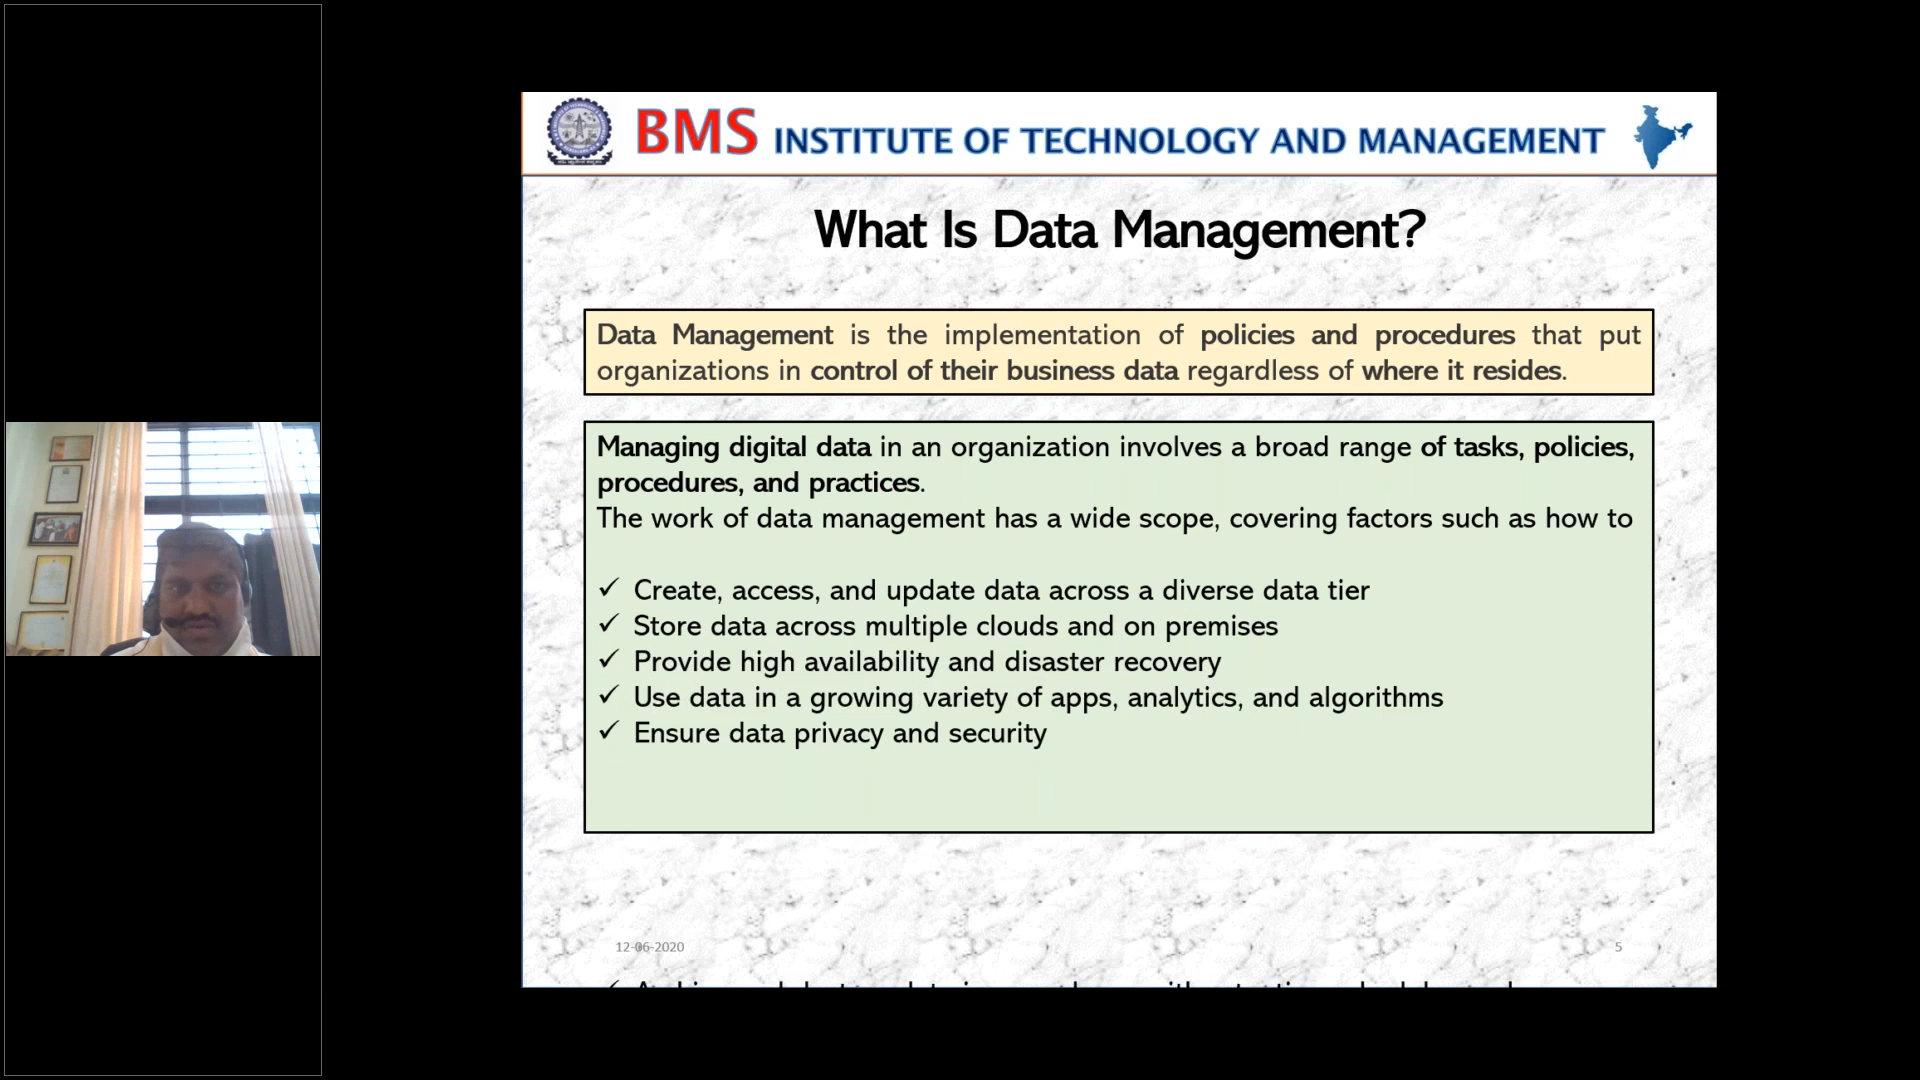 BMS INSTITUTE OF TECHNOLOGY AND MANAGEMENT
What Is Data Management?
Data Management is the implementation of policies and procedures that put
organizations in control of their business data regardless of where it resides.
Managing digital data in an organization involves a broad range of tasks, policies,
procedures, and practices.
The work of data management has a wide scope, covering factors such as how to
✓ Create, access, and update data across a diverse data tier
✓ Store data across multiple clouds and on premises
✓ Provide high availability and disaster recovery
✓ Use data in a growing variety of apps, analytics, and algorithms
✓ Ensure data privacy and security
12-06-2020
5